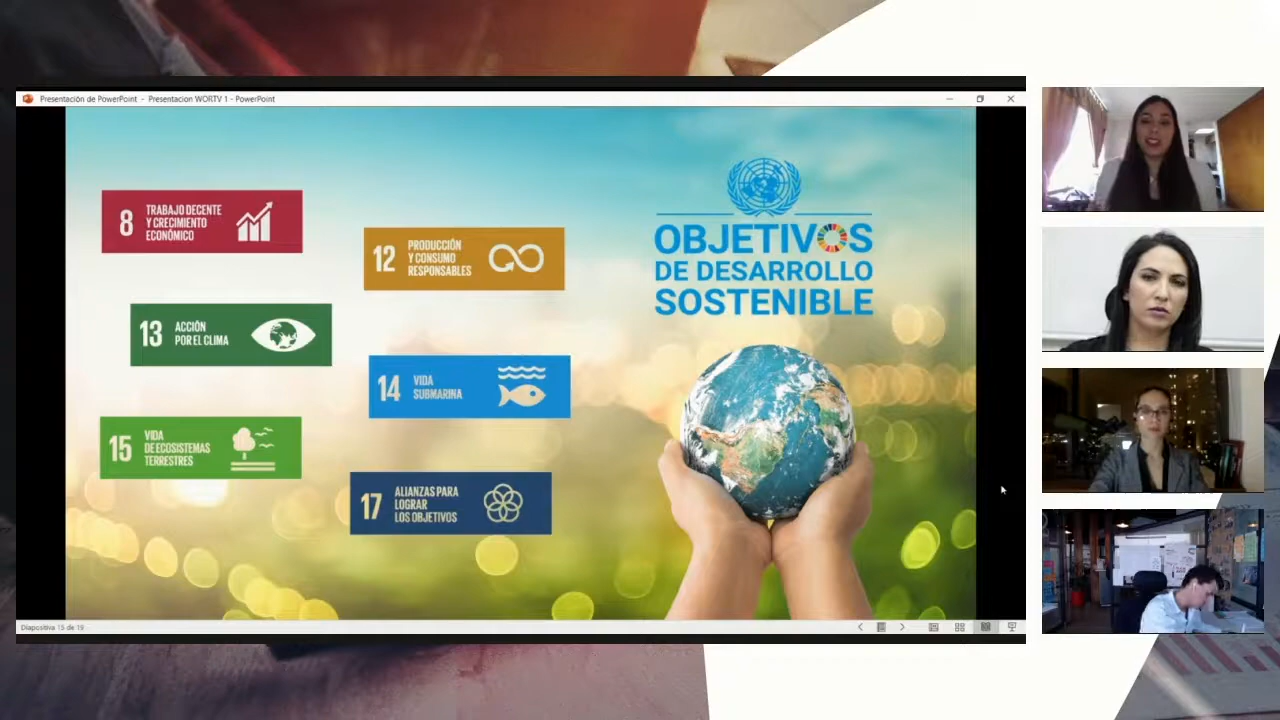 Presentación de PowerPoint - Presentacion WORTV 1 - PowerPoint
8
TRABAJO DECENTE
Y CRECIMIENTO
ECONÓMICO
12
PRODUCCIÓN
Y CONSUMO
RESPONSABLES
13
ACCIÓN
POR EL CLIMA
14
VIDA
SUBMARINA
15
VIDA
DE ECOSISTEMAS
TERRESTRES
17
ALIANZAS PARA
LOGRAR
LOS OBJETIVOS
OBJETIVOS
DE DESARROLLO
SOSTENIBLE
Diapositiva 15 de 19